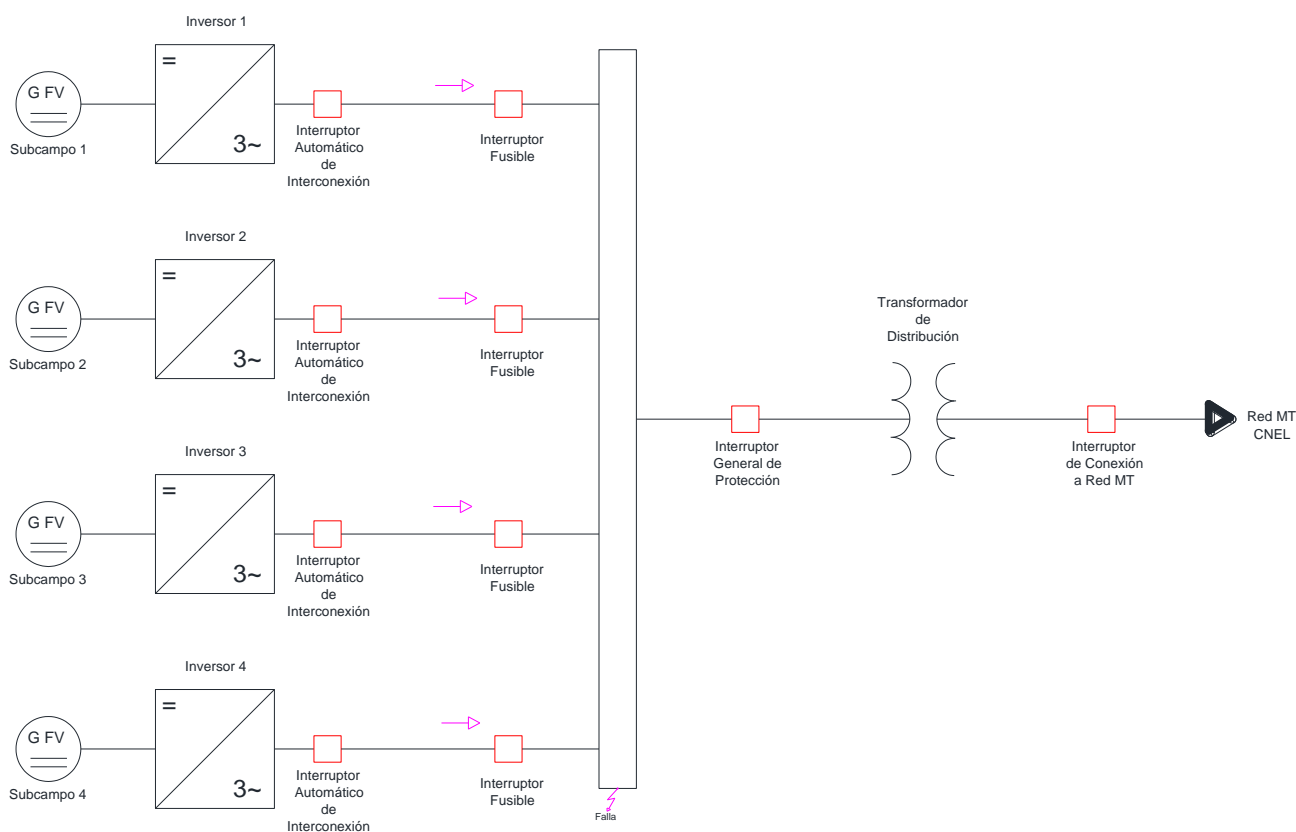 Inversor 1
G FV
=
3~
Subcampo 1
Interruptor
Automático
de
Interconexión
Interruptor
Fusible
Inversor 2
G FV
=
3~
Subcampo 2
Interruptor
Automático
de
Interconexión
Interruptor
Fusible
Transformador
de
Distribución
Interruptor
General de
Protección
Interruptor
de Conexión
a Red MT
Red MT
CNEL
Inversor 3
G FV
=
3~
Subcampo 3
Interruptor
Automático
de
Interconexión
Interruptor
Fusible
Inversor 4
G FV
=
3~
Subcampo 4
Interruptor
Automático
de
Interconexión
Interruptor
Fusible
Falla